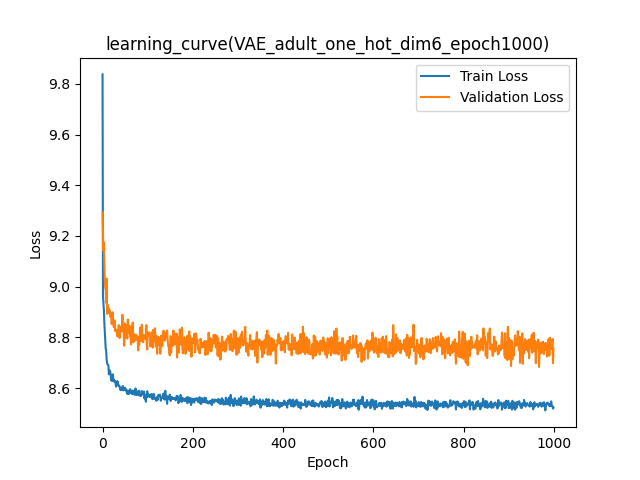 learning_curve(VAE_adult_one_hot_dim6_epoch1000)
Train Loss
Validation Loss
Loss
9.8
9.6
9.4
9.2
9.0
8.8
8.6
0 200 400 600 800 1000
Epoch